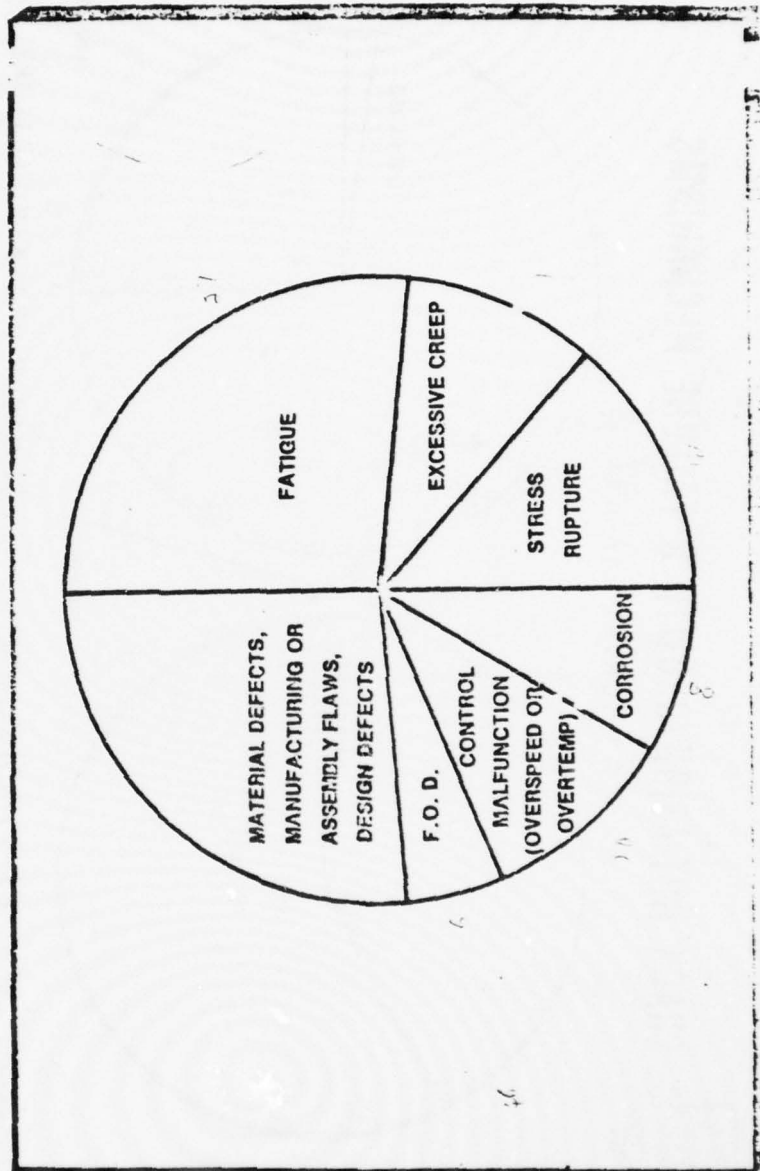 FATIGUE
EXCESSIVE CREEP
STRESS
RUPTURE
CORROSION
CONTROL
MALFUNCTION
(OVERSPEED OR
OVERTEMP)
F. O. D.
MATERIAL DEFECTS,
MANUFACTURING OR
ASSEMBLY FLAWS,
DESIGN DEFECTS